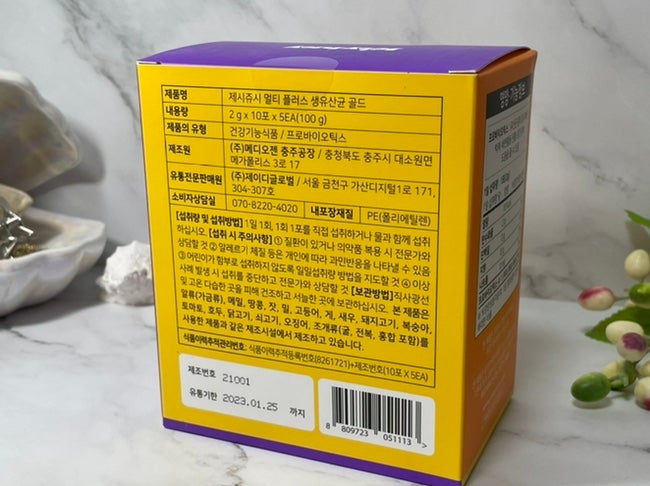 제품명 제시쥬시 멀티 플러스 생유산균 골드
내용량 2 g x 10포 x 5EA(100 g)
제품의 유형 건강기능식품 / 프로바이오틱스
제조원 (주)메디오젠 충주공장 / 충청북도 충주시 대소원면
메가폴리스 3로 17
유통전문판매원 (주)제이디글로벌 / 서울 금천구 가산디지털1로 171,
304-307호
소비자상담실 070-8220-4020 내포장재질 PE(폴리에틸렌)
[섭취량 및 섭취방법] 1일 1회, 1회 1포를 직접 섭취하거나 물과 함께 섭취
하십시오. [섭취 시 주의사항] ① 질환이 있거나 의약품 복용 시 전문가와
상담할 것 ② 알레르기 체질 등은 개인에 따라 과민반응을 나타낼 수 있음
③ 어린이가 함부로 섭취하지 않도록 일일섭취량 방법을 지도할 것 ④ 이상
사례 발생 시 섭취를 중단하고 전문가와 상담할 것 [보관방법] 직사광선
및 고온 다습한 곳을 피해 건조하고 서늘한 곳에 보관하십시오. 본 제품은
알류(가금류), 메밀, 땅콩, 잣, 밀, 고등어, 게, 새우, 돼지고기, 복숭아,
토마토, 호두, 닭고기, 쇠고기, 오징어, 조개류(굴, 전복, 홍합 포함)를
사용한 제품과 같은 제조시설에서 제조하고 있습니다.
식품이력추적관리번호: 식품이력추적등록번호(8261721)+제조번호(10포 X 5EA)
제조번호 21001
유통기한 2023.01.25 까지
8 809723 051113 >
영양·기능정보